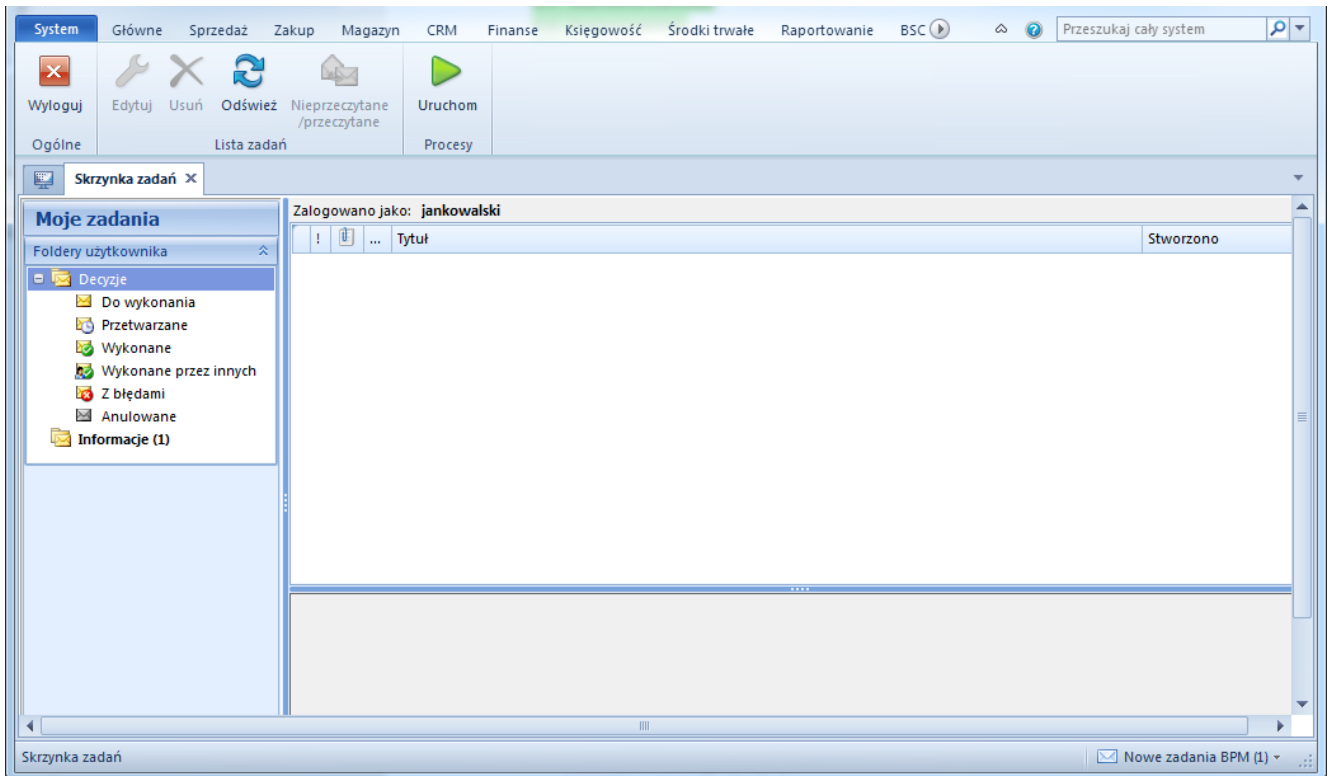 System Główne Sprzedaż Zakup Magazyn CRM Finanse Księgowość Środki trwałe Raportowanie BSC Przeszukaj cały system
Wyloguj Edytuj Usuń Odśwież Nieprzeczytane Uruchom
/przeczytane
Ogólne Lista zadań Procesy
Skrzynka zadań
Moje zadania
Zalogowano jako: jankowalski
Foldery użytkownika
! ... Tytuł Stworzono
Decyzje
Do wykonania
Przetwarzane
Wykonane
Wykonane przez innych
Z błędami
Anulowane
Informacje (1)
Skrzynka zadań Nowe zadania BPM (1)